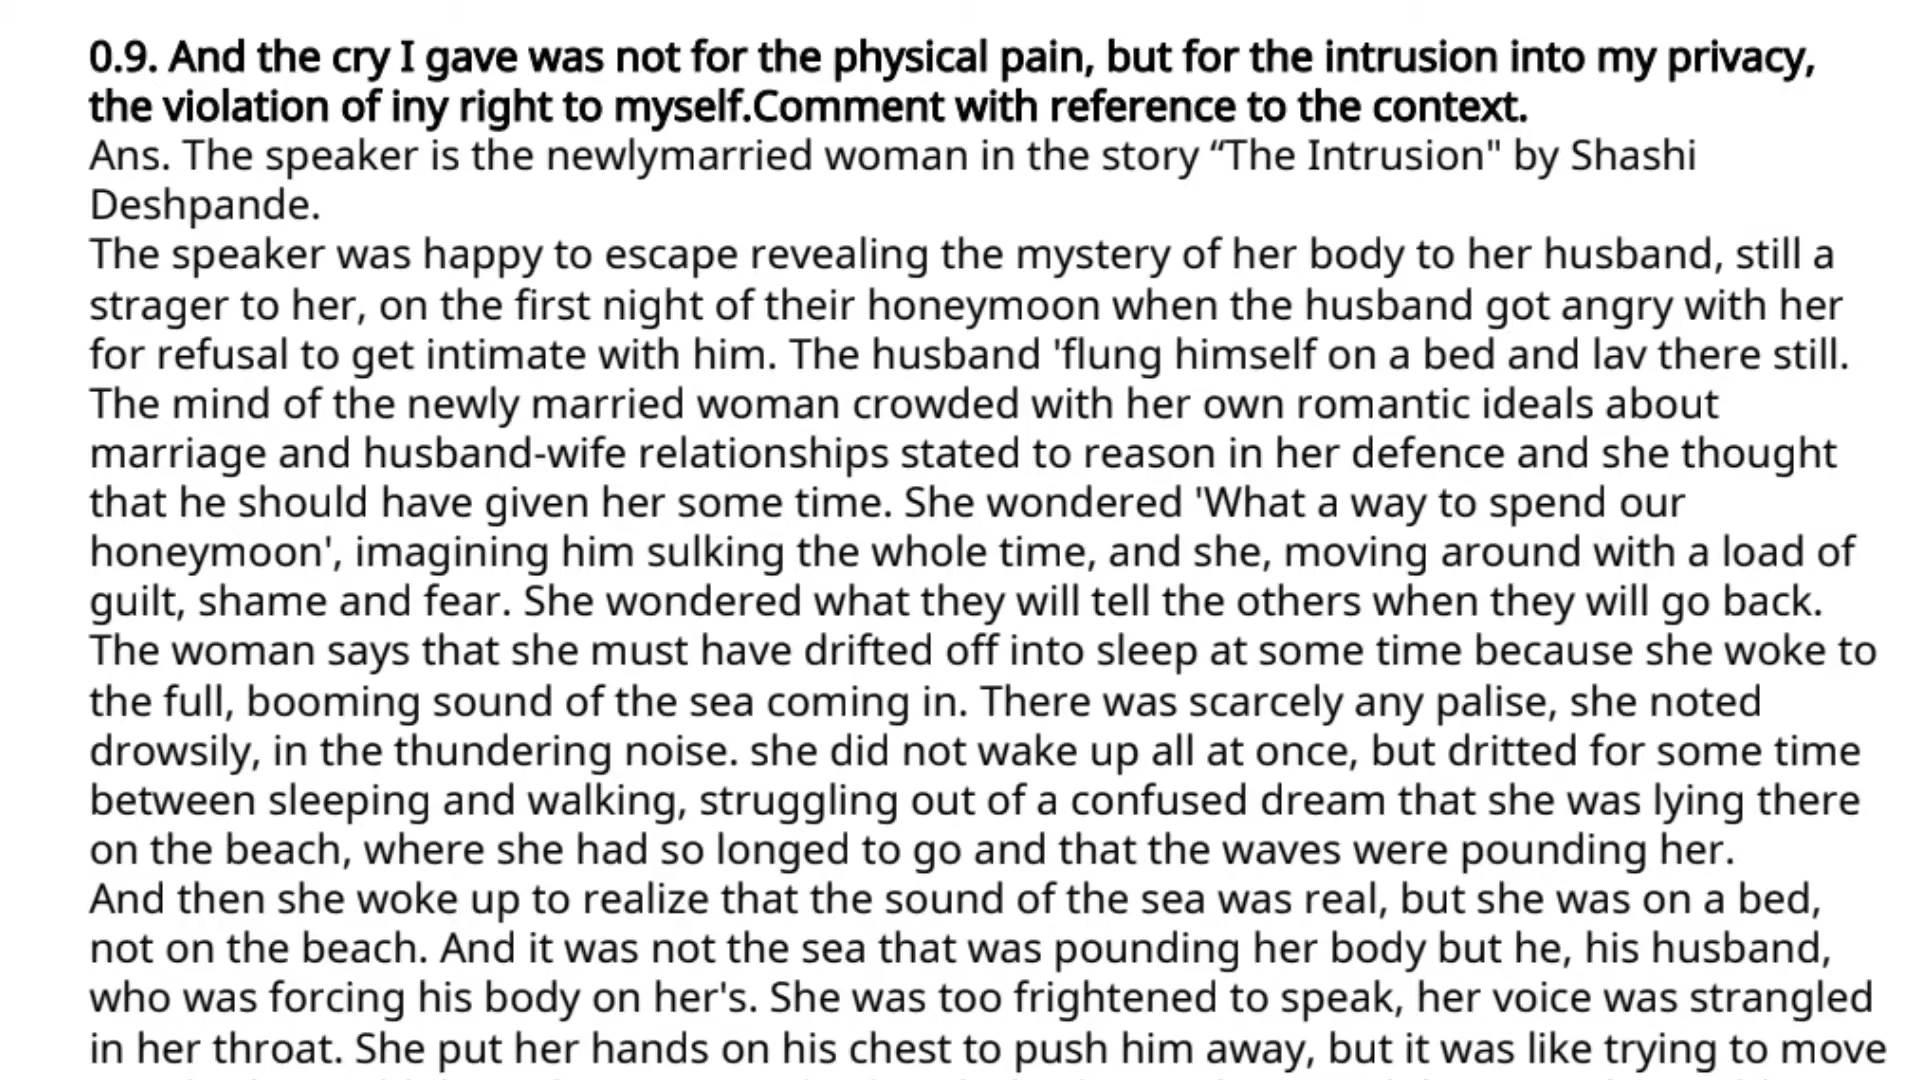 0.9. And the cry I gave was not for the physical pain, but for the intrusion into my privacy,
the violation of iny right to myself.Comment with reference to the context.
Ans. The speaker is the newlymarried woman in the story “The Intrusion" by Shashi
Deshpande.
The speaker was happy to escape revealing the mystery of her body to her husband, still a
strager to her, on the first night of their honeymoon when the husband got angry with her
for refusal to get intimate with him. The husband 'flung himself on a bed and lav there still.
The mind of the newly married woman crowded with her own romantic ideals about
marriage and husband-wife relationships stated to reason in her defence and she thought
that he should have given her some time. She wondered 'What a way to spend our
honeymoon', imagining him sulking the whole time, and she, moving around with a load of
guilt, shame and fear. She wondered what they will tell the others when they will go back.
The woman says that she must have drifted off into sleep at some time because she woke to
the full, booming sound of the sea coming in. There was scarcely any palise, she noted
drowsily, in the thundering noise. she did not wake up all at once, but dritted for some time
between sleeping and walking, struggling out of a confused dream that she was lying there
on the beach, where she had so longed to go and that the waves were pounding her.
And then she woke up to realize that the sound of the sea was real, but she was on a bed,
not on the beach. And it was not the sea that was pounding her body but he, his husband,
who was forcing his body on her's. She was too frightened to speak, her voice was strangled
in her throat. She put her hands on his chest to push him away, but it was like trying to move